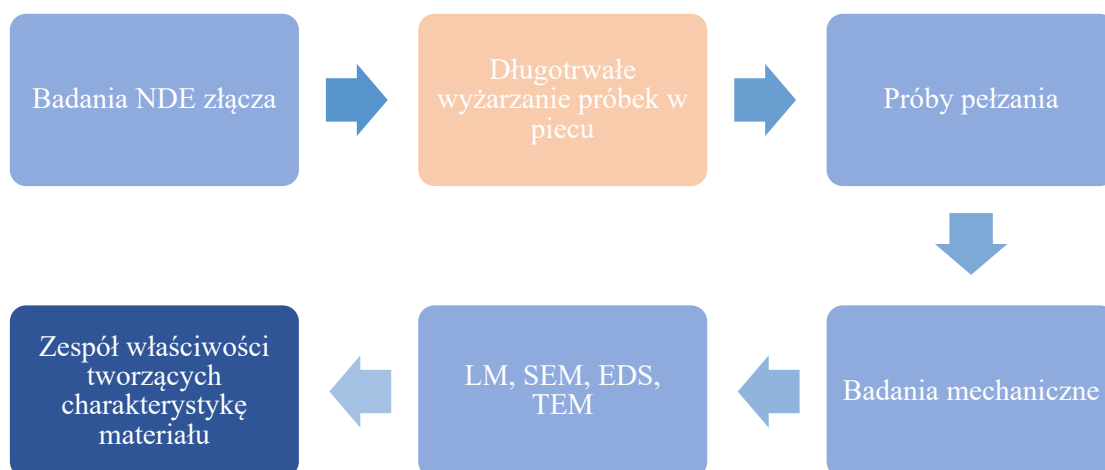 Badania NDE złącza
Długotrwałe
wyżarzanie próbek w
piecu
Próby pełzania
Badania mechaniczne
LM, SEM, EDS,
TEM
Zespół właściwości
tworzących
charakterystykę
materiału